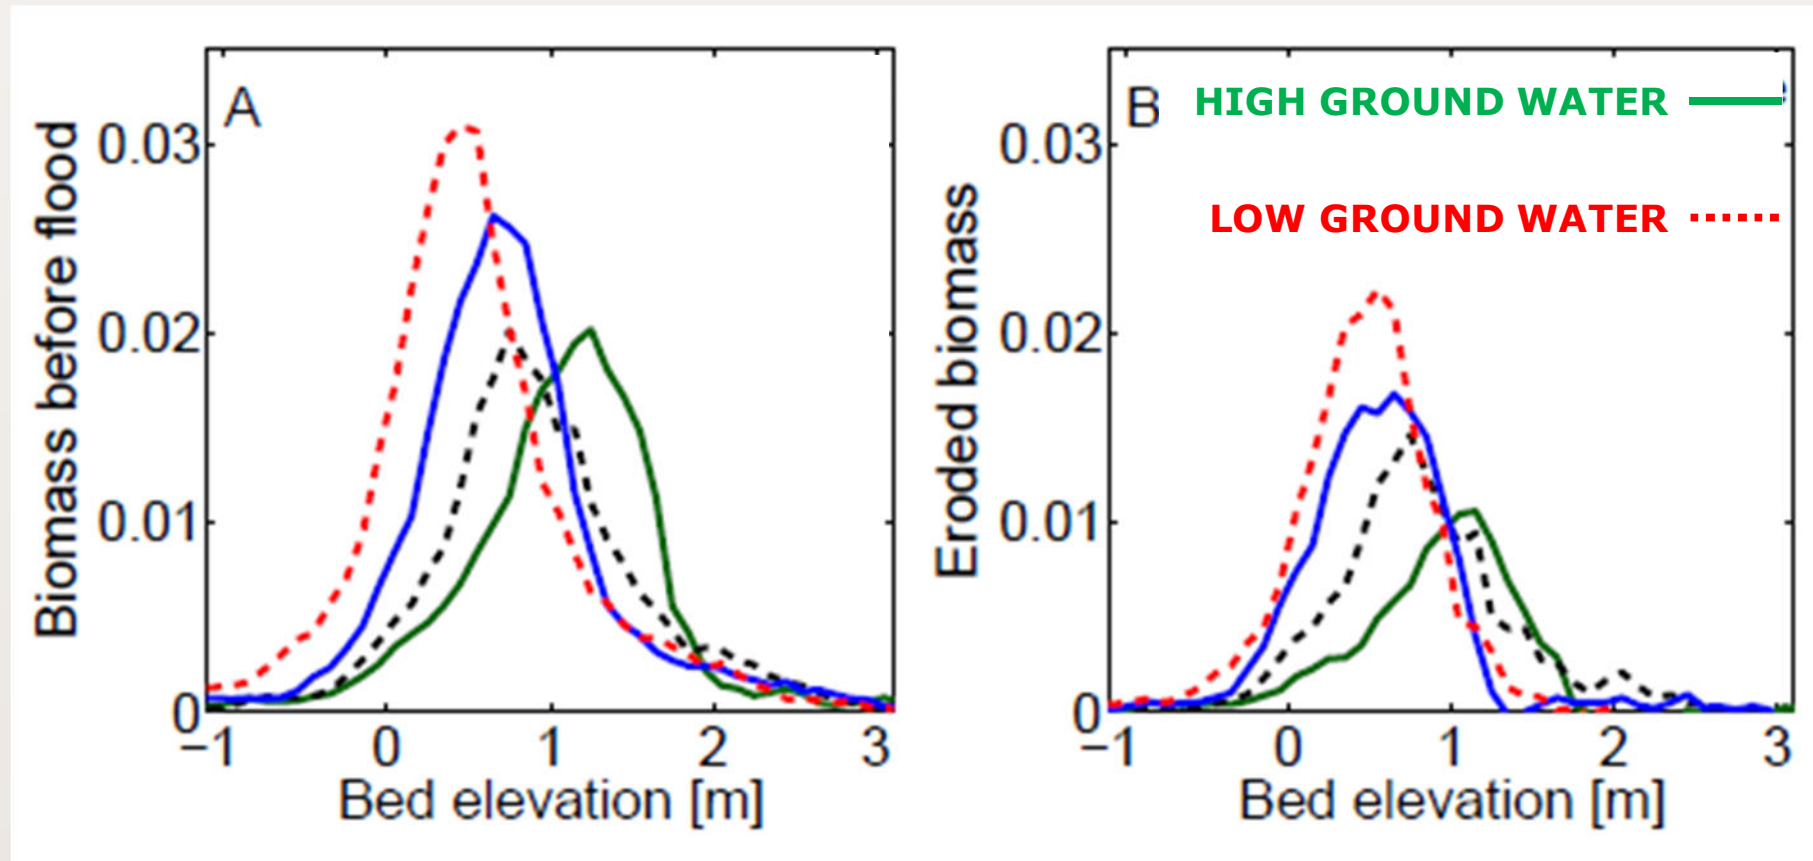 A
Biomass before flood
0.03
0.02
0.01
0
−1 0 1 2 3
Bed elevation [m]
B
HIGH GROUND WATER
LOW GROUND WATER
Eroded biomass
0.03
0.02
0.01
0
−1 0 1 2 3
Bed elevation [m]